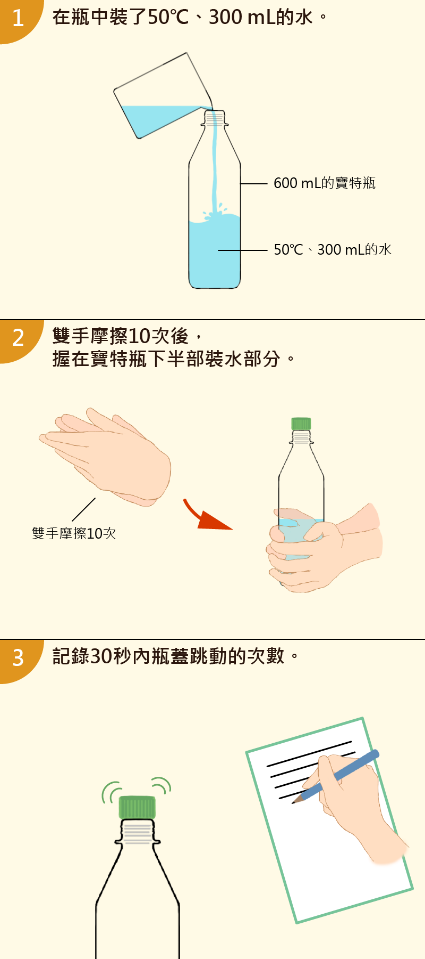 1
在瓶中裝了50℃、300 mL的水。
600 mL的寶特瓶
50℃、300 mL的水
2
雙手摩擦10次後，
握在寶特瓶下半部裝水部分。
雙手摩擦10次
3
記錄30秒內瓶蓋跳動的次數。